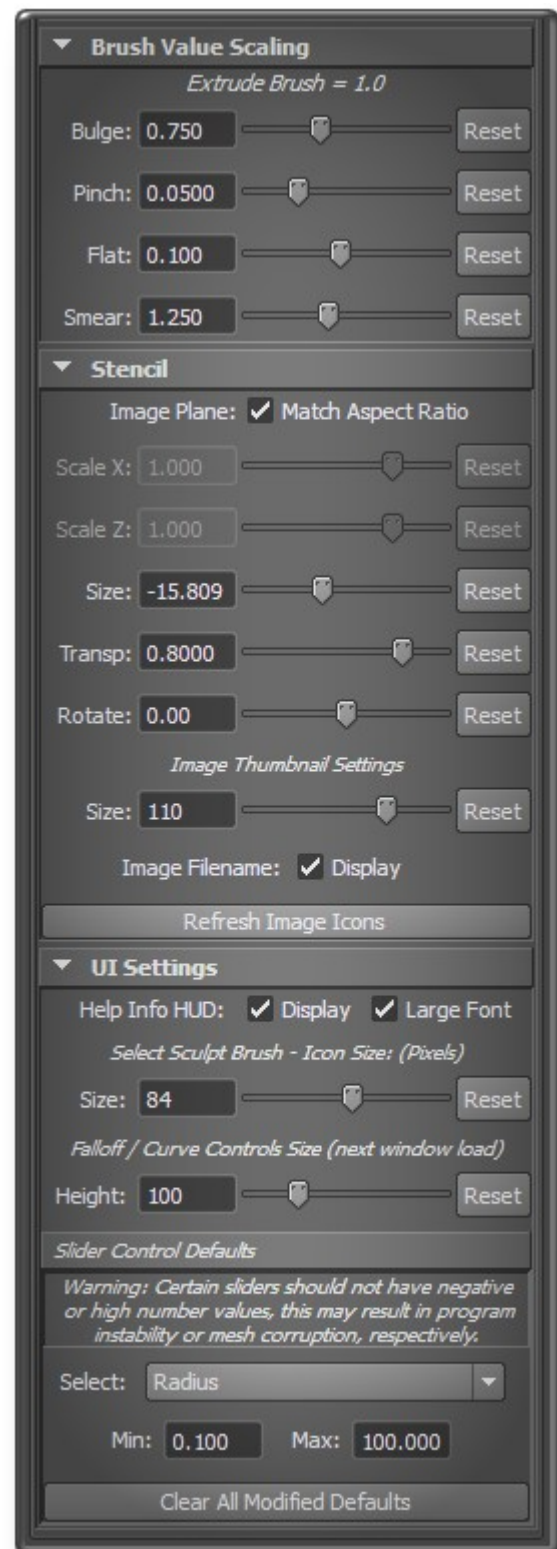 Brush Value Scaling
Extrude Brush = 1.0
Bulge: 0.750 Reset
Pinch: 0.0500 Reset
Flat: 0.100 Reset
Smear: 1.250 Reset
Stencil
Image Plane: Match Aspect Ratio
Scale X: 1.000 Reset
Scale Z: 1.000 Reset
Size: -15.809 Reset
Transp: 0.8000 Reset
Rotate: 0.00 Reset
Image Thumbnail Settings
Size: 110 Reset
Image Filename: Display
Refresh Image Icons
UI Settings
Help Info HUD: Display Large Font
Select Sculpt Brush - Icon Size: (Pixels)
Size: 84 Reset
Falloff / Curve Controls Size (next window load)
Height: 100 Reset
Slider Control Defaults
Warning: Certain sliders should not have negative
or high number values, this may result in program
instability or mesh corruption, respectively.
Select: Radius
Min: 0.100 Max: 100.000
Clear All Modified Defaults